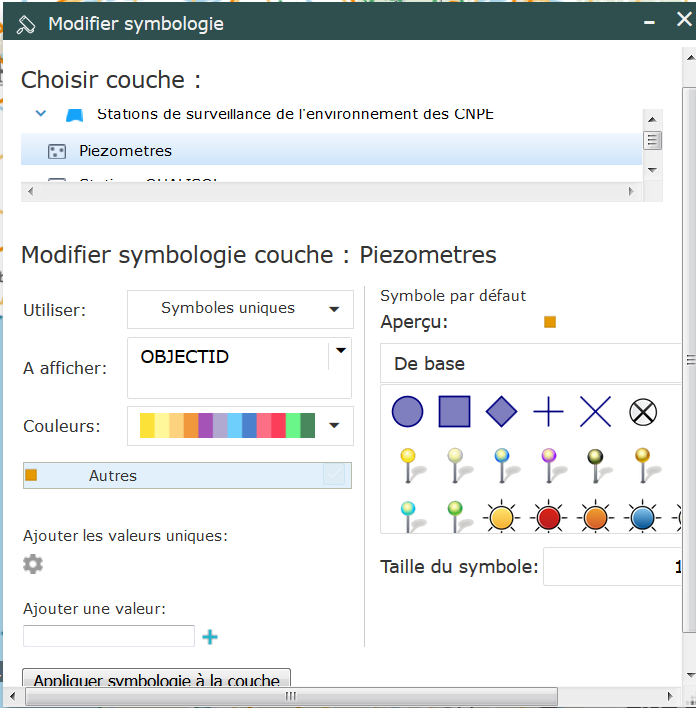 Modifier symbologie
Choisir couche :
Stations de surveillance de l'environnement des CNPE
Piezometres
Modifier symbologie couche : Piezometres
Utiliser:
Symboles uniques
A afficher:
OBJECTID
Couleurs:
Autres
Ajouter les valeurs uniques:
Ajouter une valeur:
Appliquer symbologie à la couche
Symbole par défaut
Aperçu:
De base
Taille du symbole:
1